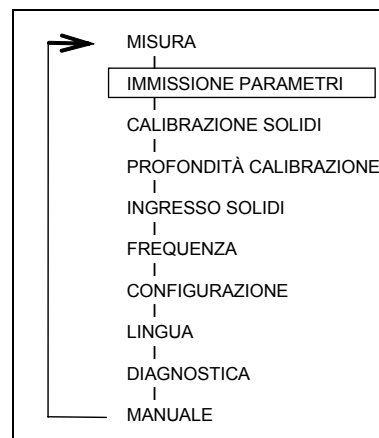 MISURA
IMMISSIONE PARAMETRI
CALIBRAZIONE SOLIDI
PROFONDITÀ CALIBRAZIONE
INGRESSO SOLIDI
FREQUENZA
CONFIGURAZIONE
LINGUA
DIAGNOSTICA
MANUALE